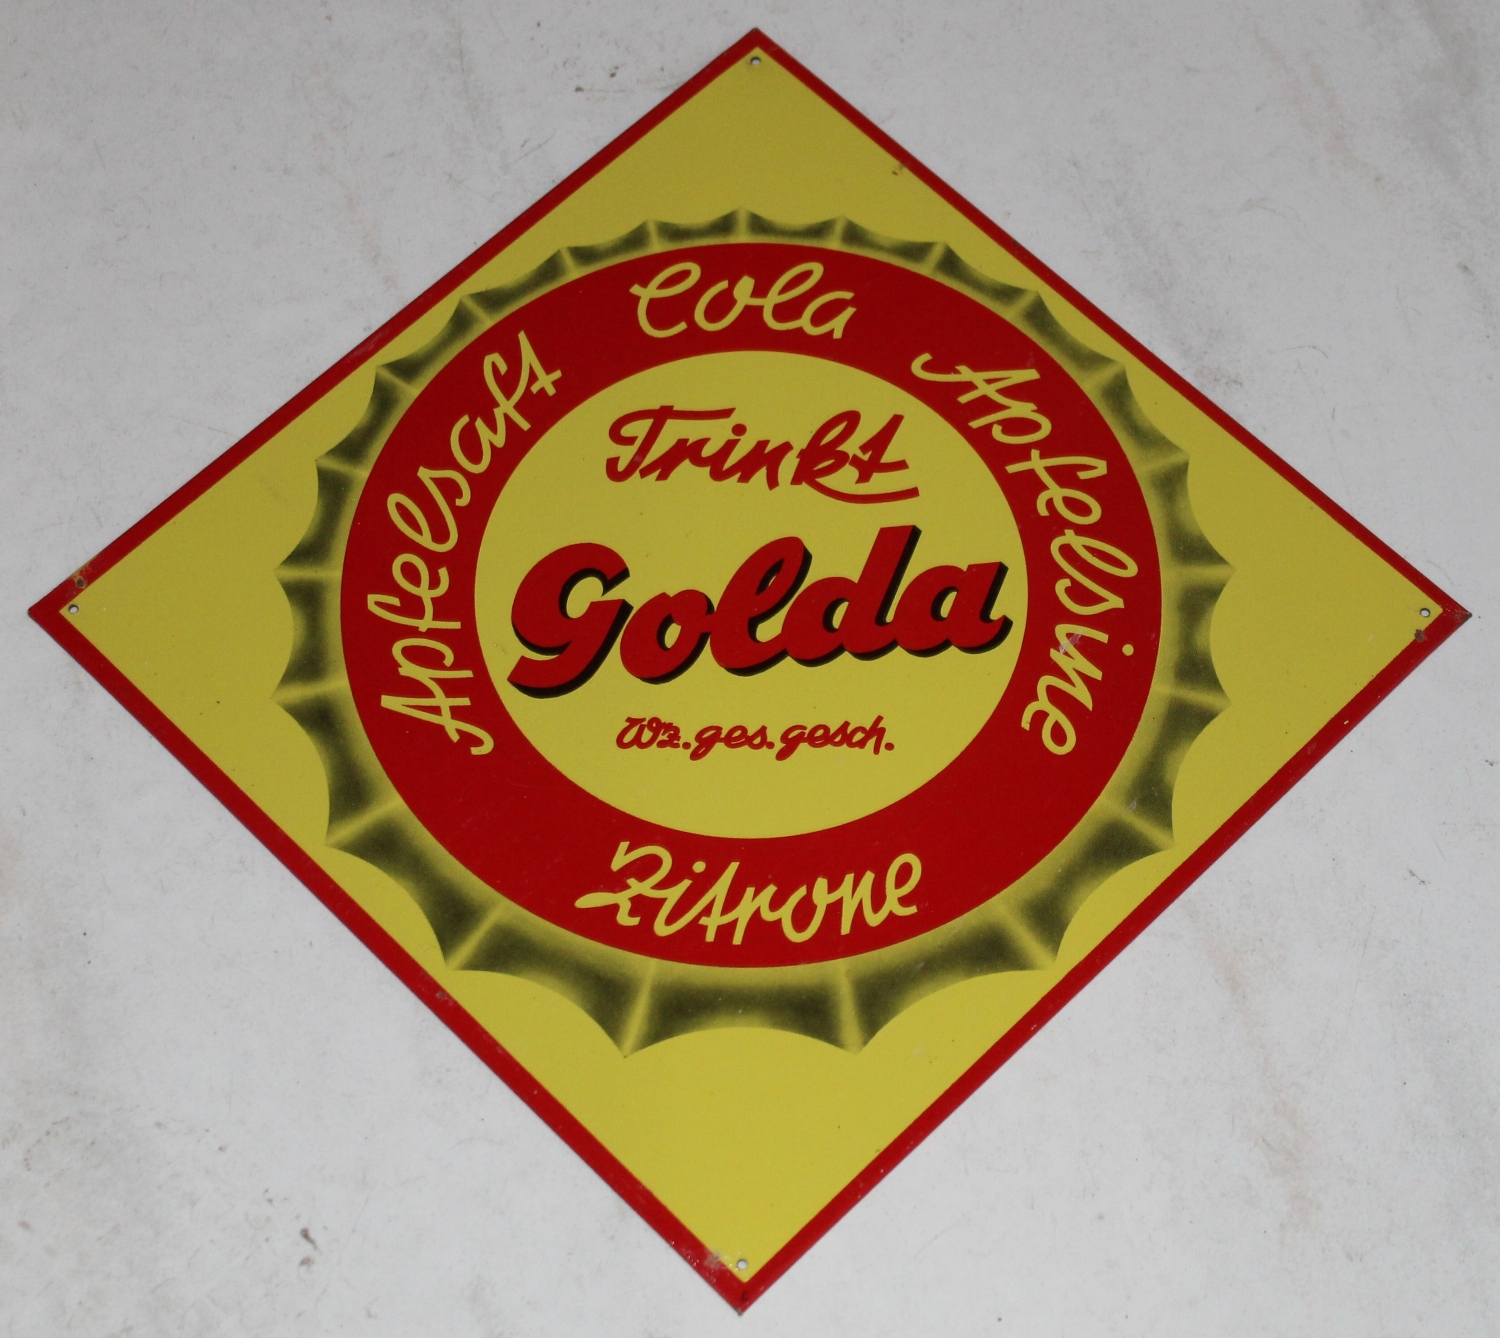 Cola
Apfelsaft
Apfelsine
Trinkt
Golda
Wz. ges. gesch.
Zitrone